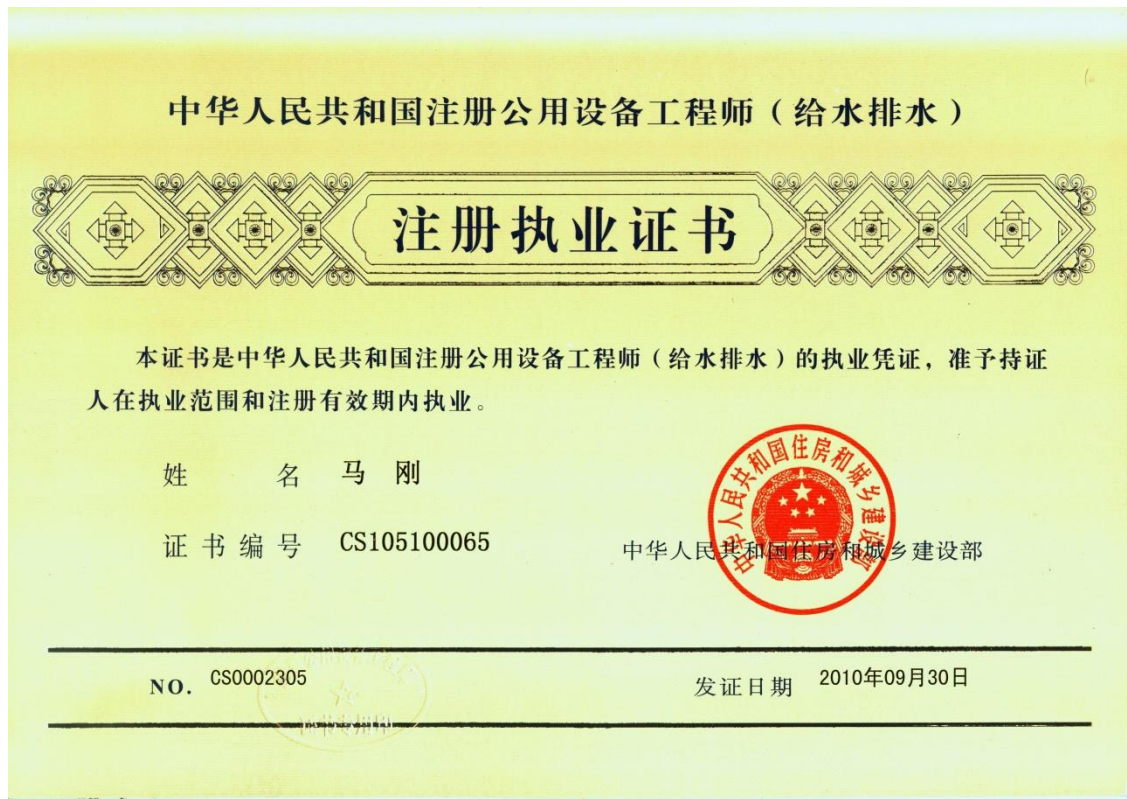 中华人民共和国注册公用设备工程师（给水排水）
注册执业证书
本证书是中华人民共和国注册公用设备工程师（给水排水）的执业凭证，准予持证
人在执业范围和注册有效期内执业。
姓 名 马 刚
证书编号 CS105100065
中华人民共和国住房和城乡建设部
中华人民共和国住房和城乡建设部
NO. CS0002305
发证日期 2010年09月30日